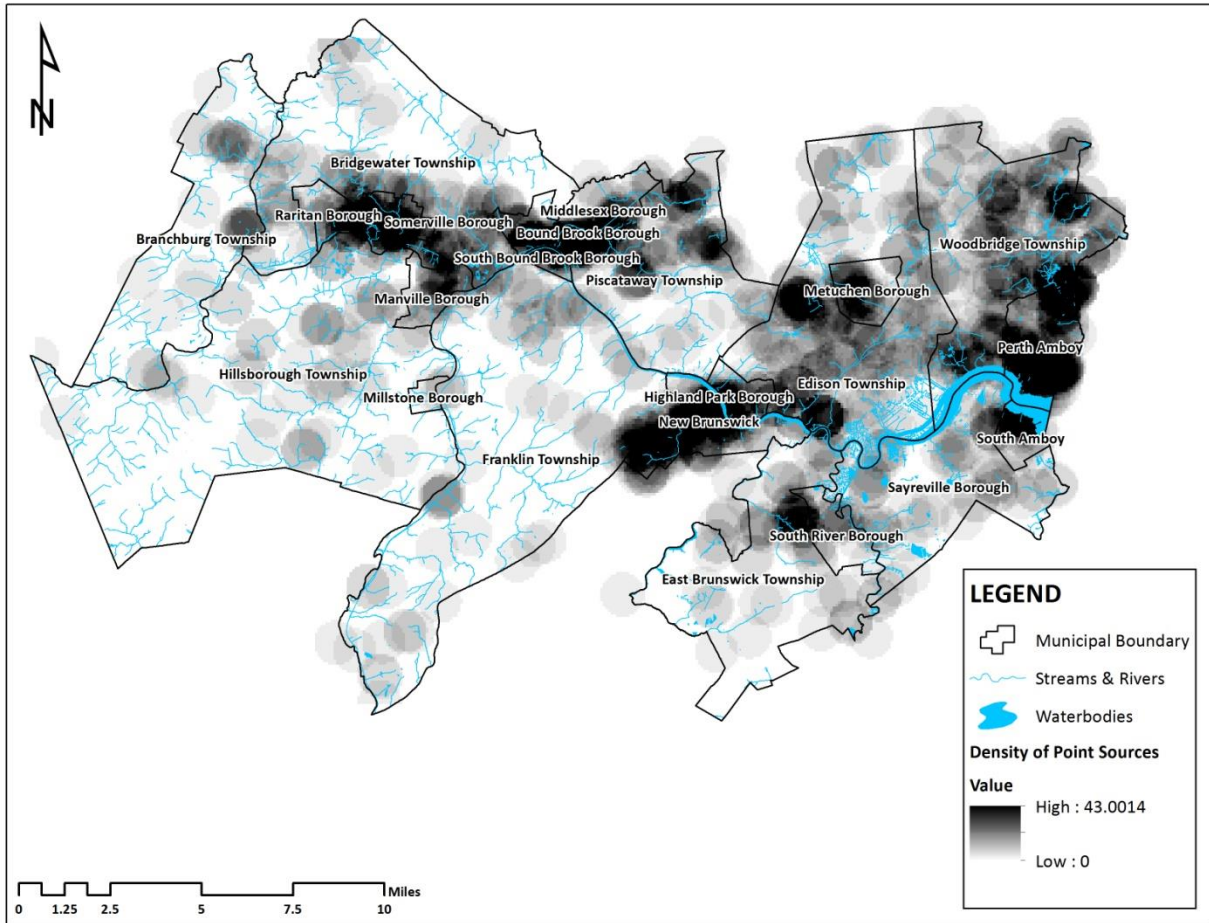 N
Bridgewater Township
Raritan Borough
Somerville Borough
Middlesex Borough
Bound Brook Borough
Branchburg Township
South Bound Brook Borough
Woodbridge Township
Piscataway Township
Manville Borough
Metuchen Borough
Perth Amboy
Hillsborough Township
Millstone Borough
Highland Park Borough
Edison Township
New Brunswick
South Amboy
Franklin Township
Sayreville Borough
South River Borough
East Brunswick Township
LEGEND
Municipal Boundary
Streams & Rivers
Waterbodies
Density of Point Sources
Value
High : 43.0014
Low : 0
Miles
0 1.25 2.5 5 7.5 10